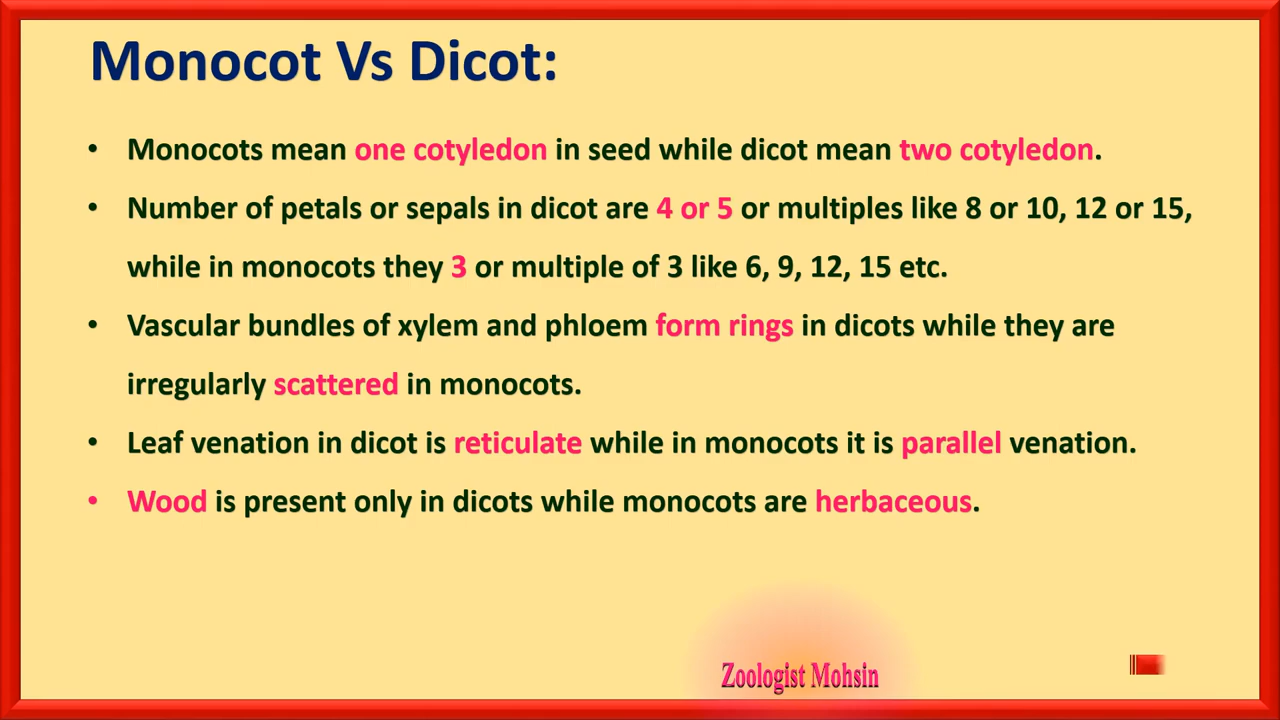 Monocot Vs Dicot:
• Monocots mean one cotyledon in seed while dicot mean two cotyledon.
• Number of petals or sepals in dicot are 4 or 5 or multiples like 8 or 10, 12 or 15,
while in monocots they 3 or multiple of 3 like 6, 9, 12, 15 etc.
• Vascular bundles of xylem and phloem form rings in dicots while they are
irregularly scattered in monocots.
• Leaf venation in dicot is reticulate while in monocots it is parallel venation.
• Wood is present only in dicots while monocots are herbaceous.
Zoologist Mohsin